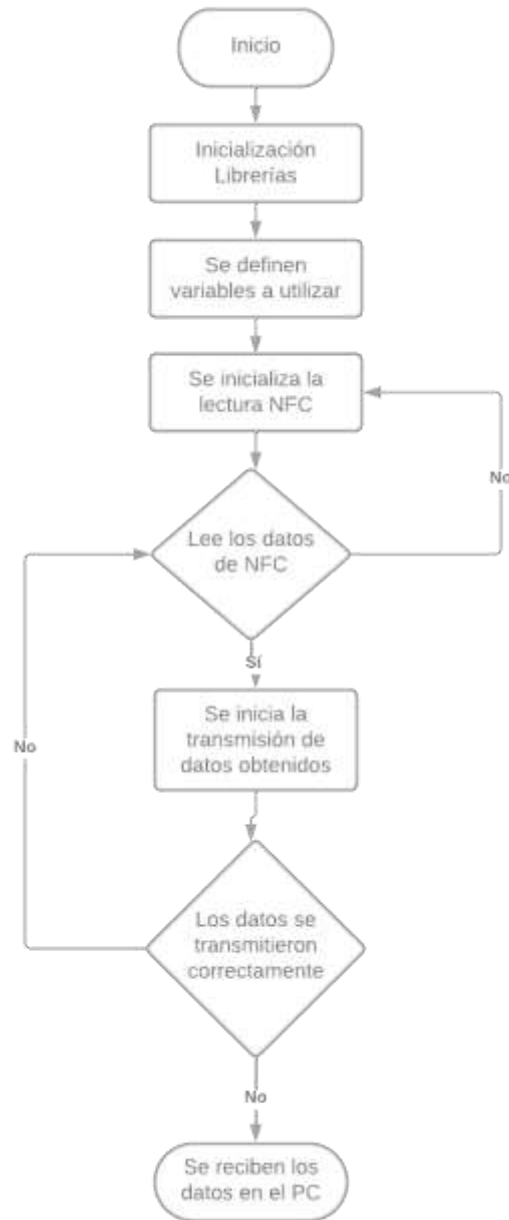 Inicio
Inicialización
Librerías
Se definen
variables a utilizar
Se inicializa la
lectura NFC
No
Lee los datos
de NFC
Sí
Se inicia la
transmisión de
datos obtenidos
No
Los datos se
transmitieron
correctamente
No
Se reciben los
datos en el PC